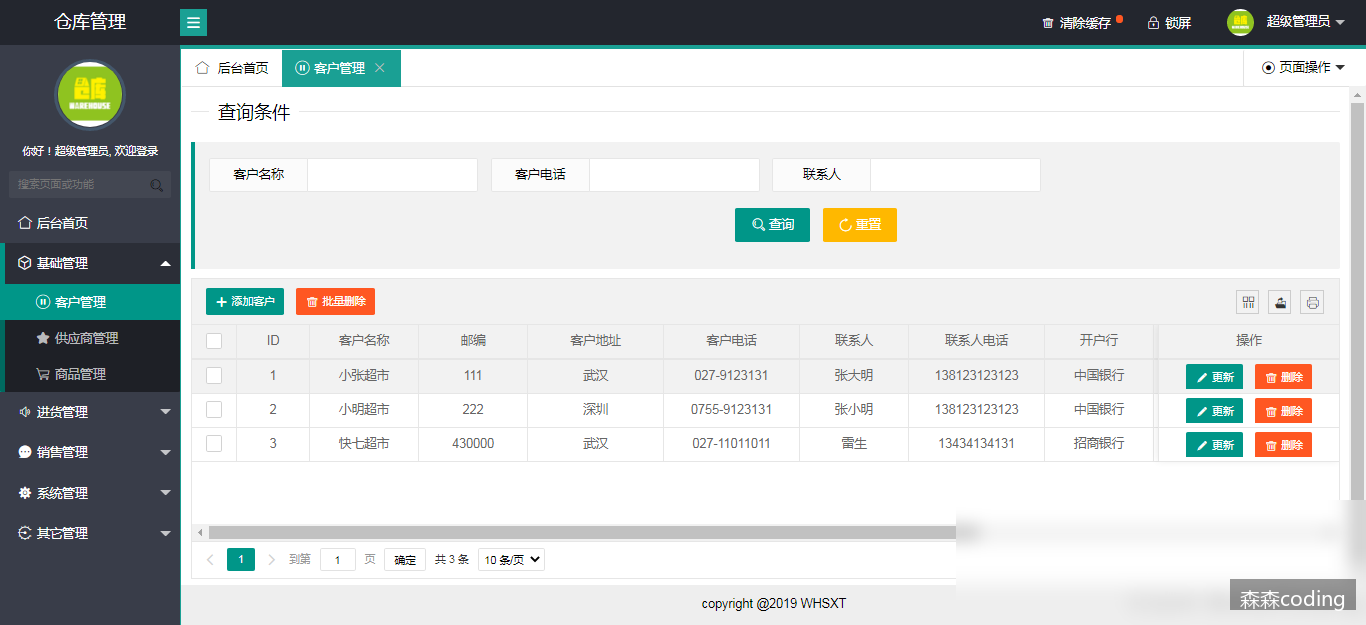 仓库管理
清除缓存
锁屏
超级管理员
仓库
WAREHOUSE
你好！超级管理员, 欢迎登录
搜索页面或功能
后台首页
基础管理
客户管理
供应商管理
商品管理
进货管理
销售管理
系统管理
其它管理
后台首页
客户管理
页面操作
查询条件
客户名称
客户电话
联系人
查询
重置
添加客户
批量删除
ID 客户名称 邮编 客户地址 客户电话 联系人 联系人电话 开户行 操作
1 小张超市 111 武汉 027-9123131 张大明 138123123123 中国银行 更新 删除
2 小明超市 222 深圳 0755-9123131 张小明 138123123123 中国银行 更新 删除
3 快七超市 430000 武汉 027-11011011 雷生 13434134131 招商银行 更新 删除
1 到第 1 页 确定 共 3 条 10 条/页
copyright @2019 WHSXT
森森coding